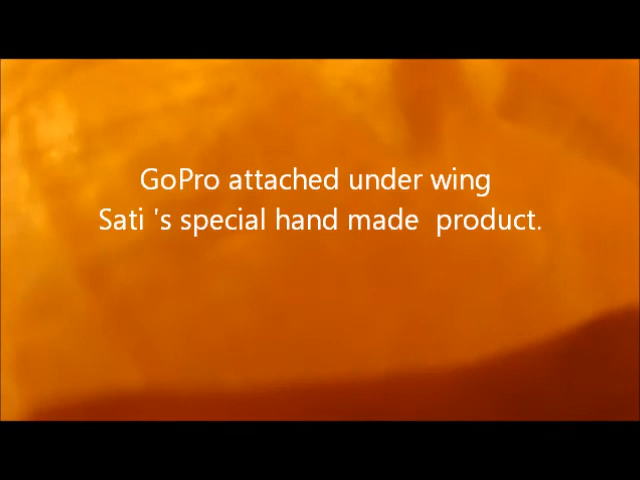 GoPro attached under wing
Sati 's special hand made  product.